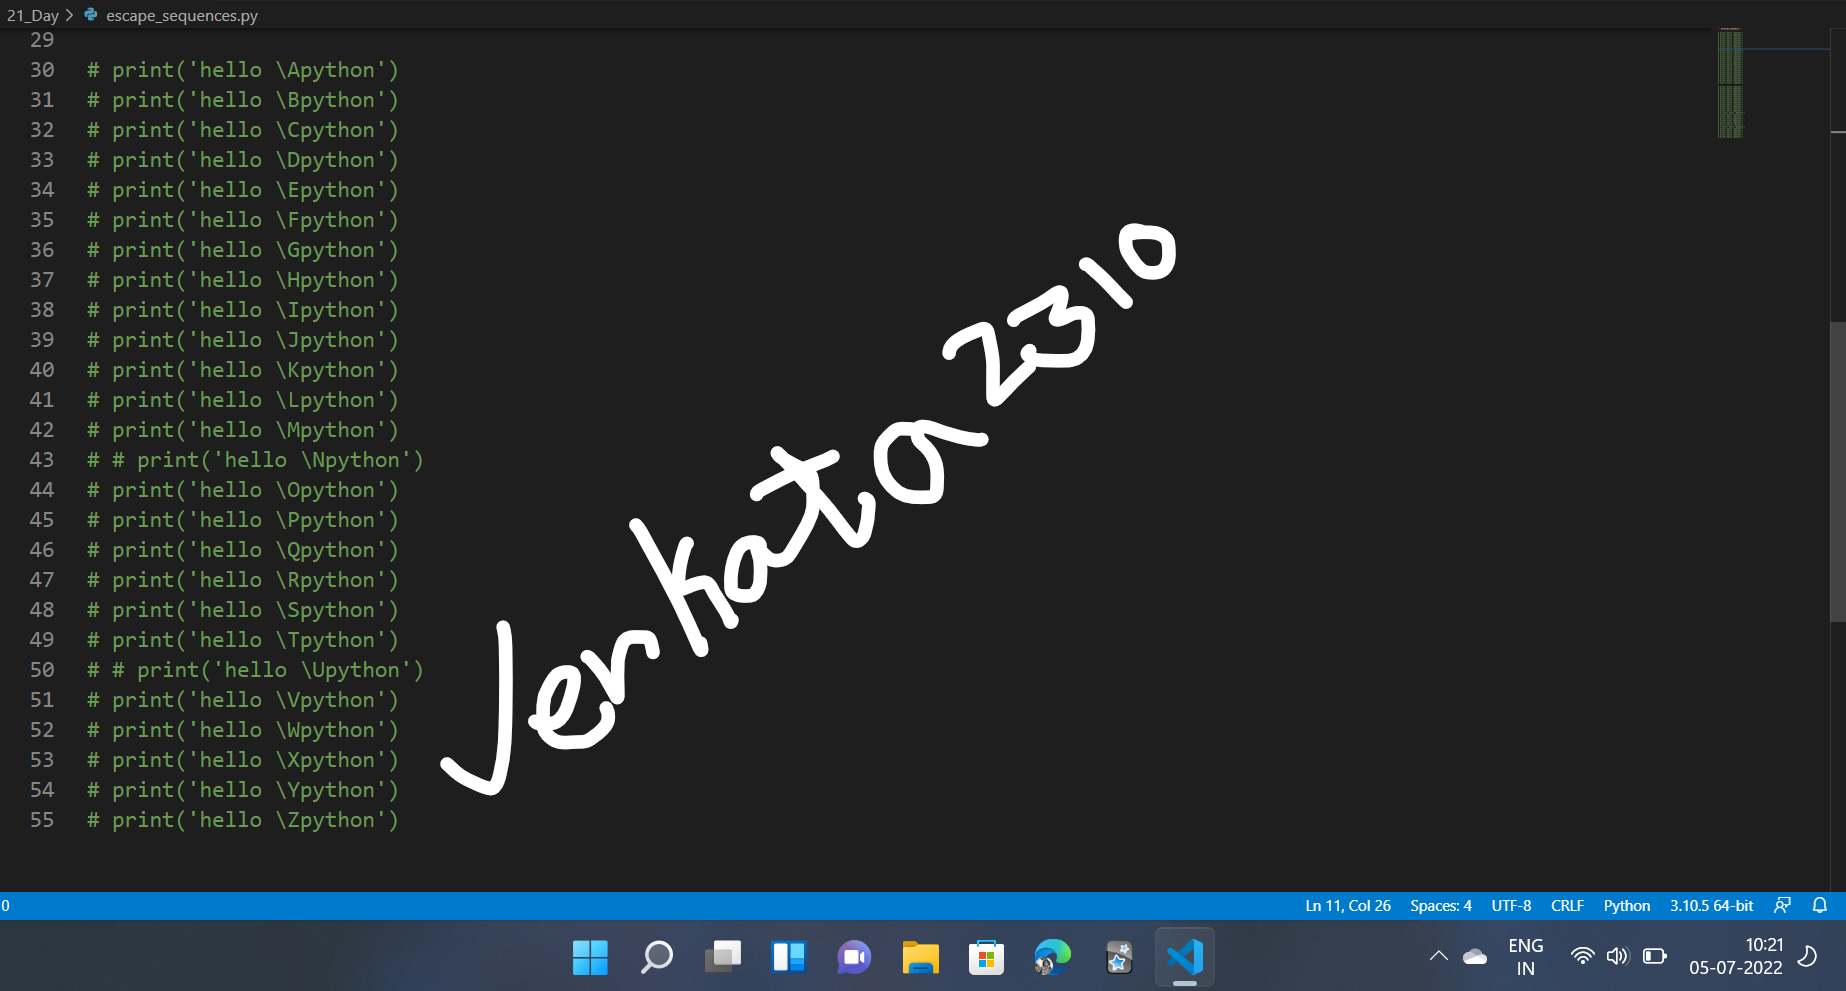 21_Day > escape_sequences.py
29
30 # print('hello \Apython')
31 # print('hello \Bpython')
32 # print('hello \Cpython')
33 # print('hello \Dpython')
34 # print('hello \Epython')
35 # print('hello \Fpython')
36 # print('hello \Gpython')
37 # print('hello \Hpython')
38 # print('hello \Ipython')
39 # print('hello \Jpython')
40 # print('hello \Kpython')
41 # print('hello \Lpython')
42 # print('hello \Mpython')
43 # # print('hello \Npython')
44 # print('hello \Opython')
45 # print('hello \Ppython')
46 # print('hello \Qpython')
47 # print('hello \Rpython')
48 # print('hello \Spython')
49 # print('hello \Tpython')
50 # # print('hello \Upython')
51 # print('hello \Vpython')
52 # print('hello \Wpython')
53 # print('hello \Xpython')
54 # print('hello \Ypython')
55 # print('hello \Zpython')
Venkata2310
0 Ln 11, Col 26 Spaces: 4 UTF-8 CRLF Python 3.10.5 64-bit
ENG 10:21
IN 05-07-2022